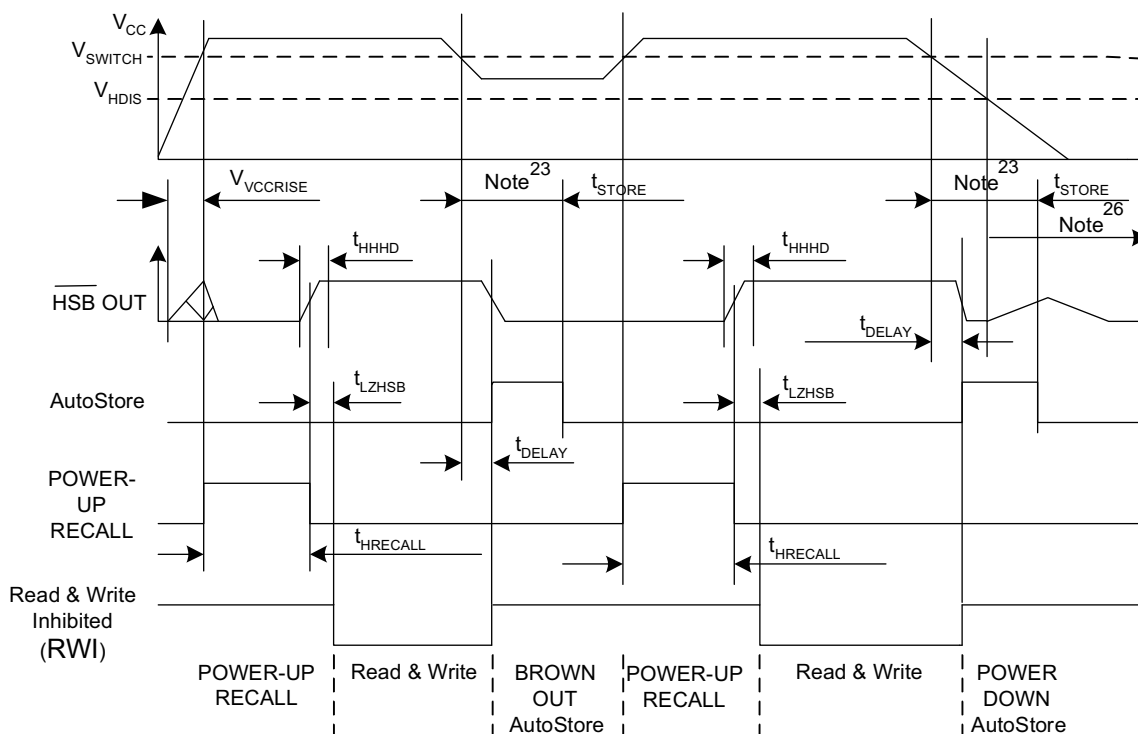 VCC
VSWITCH
VHDIS
VVCCRISE
Note23 tSTORE
Note23 tSTORE
Note26
tHHHD
tHHHD
HSB OUT
tDELAY
tLZHSB
tLZHSB
AutoStore
tDELAY
POWER-
UP
RECALL
tHRECALL
tHRECALL
Read & Write
Inhibited
(RWI)
POWER-UP
RECALL
Read & Write
BROWN
OUT
AutoStore
POWER-UP
RECALL
Read & Write
POWER
DOWN
AutoStore